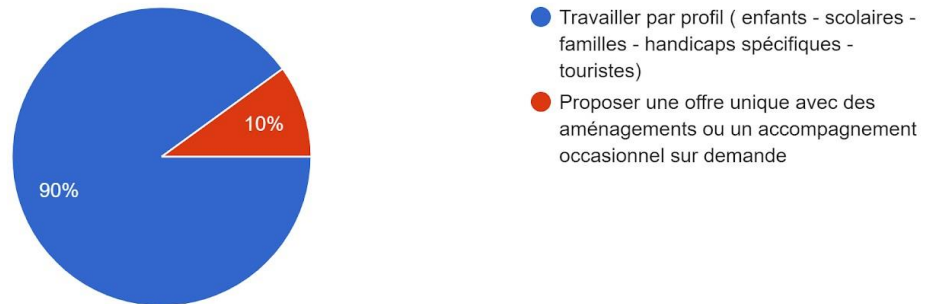 Travailler par profil ( enfants - scolaires -
familles - handicaps spécifiques -
touristes)
Proposer une offre unique avec des
aménagements ou un accompagnement
occasionnel sur demande
10%
90%